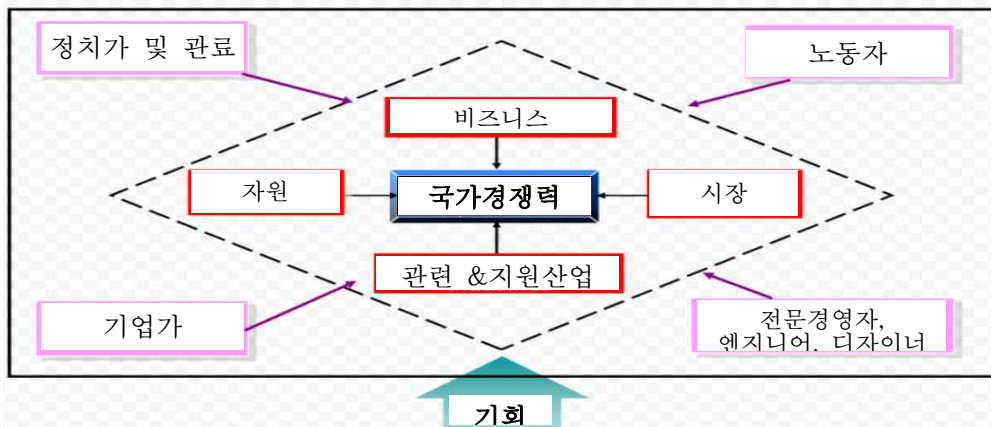 정치가 및 관료
노동자
비즈니스
자원
국가경쟁력
시장
관련 &지원산업
기업가
전문경영자,
엔지니어, 디자이너
기회